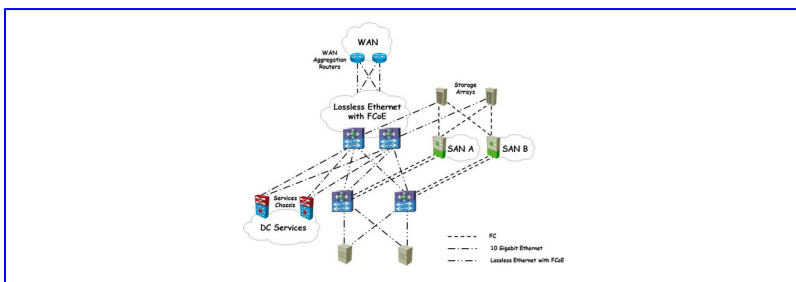 WAN
WAN
Aggregation
Routers
Storage
Arrays
Lossless Ethernet
with FCoE
SAN A
SAN B
Services
Chassis
DC Services
FC
10 Gigabit Ethernet
Lossless Ethernet with FCoE